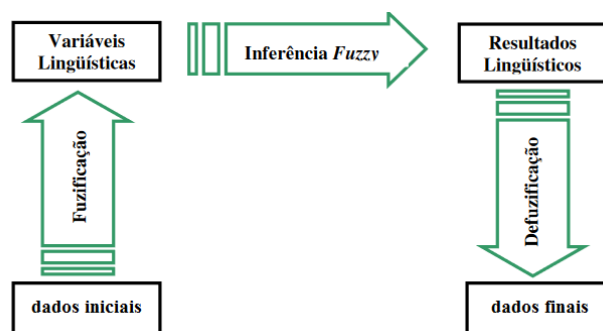 Variáveis
Lingüísticas
Inferência Fuzzy
Resultados
Lingüísticos
Fuzificação
Defuzificação
dados iniciais
dados finais